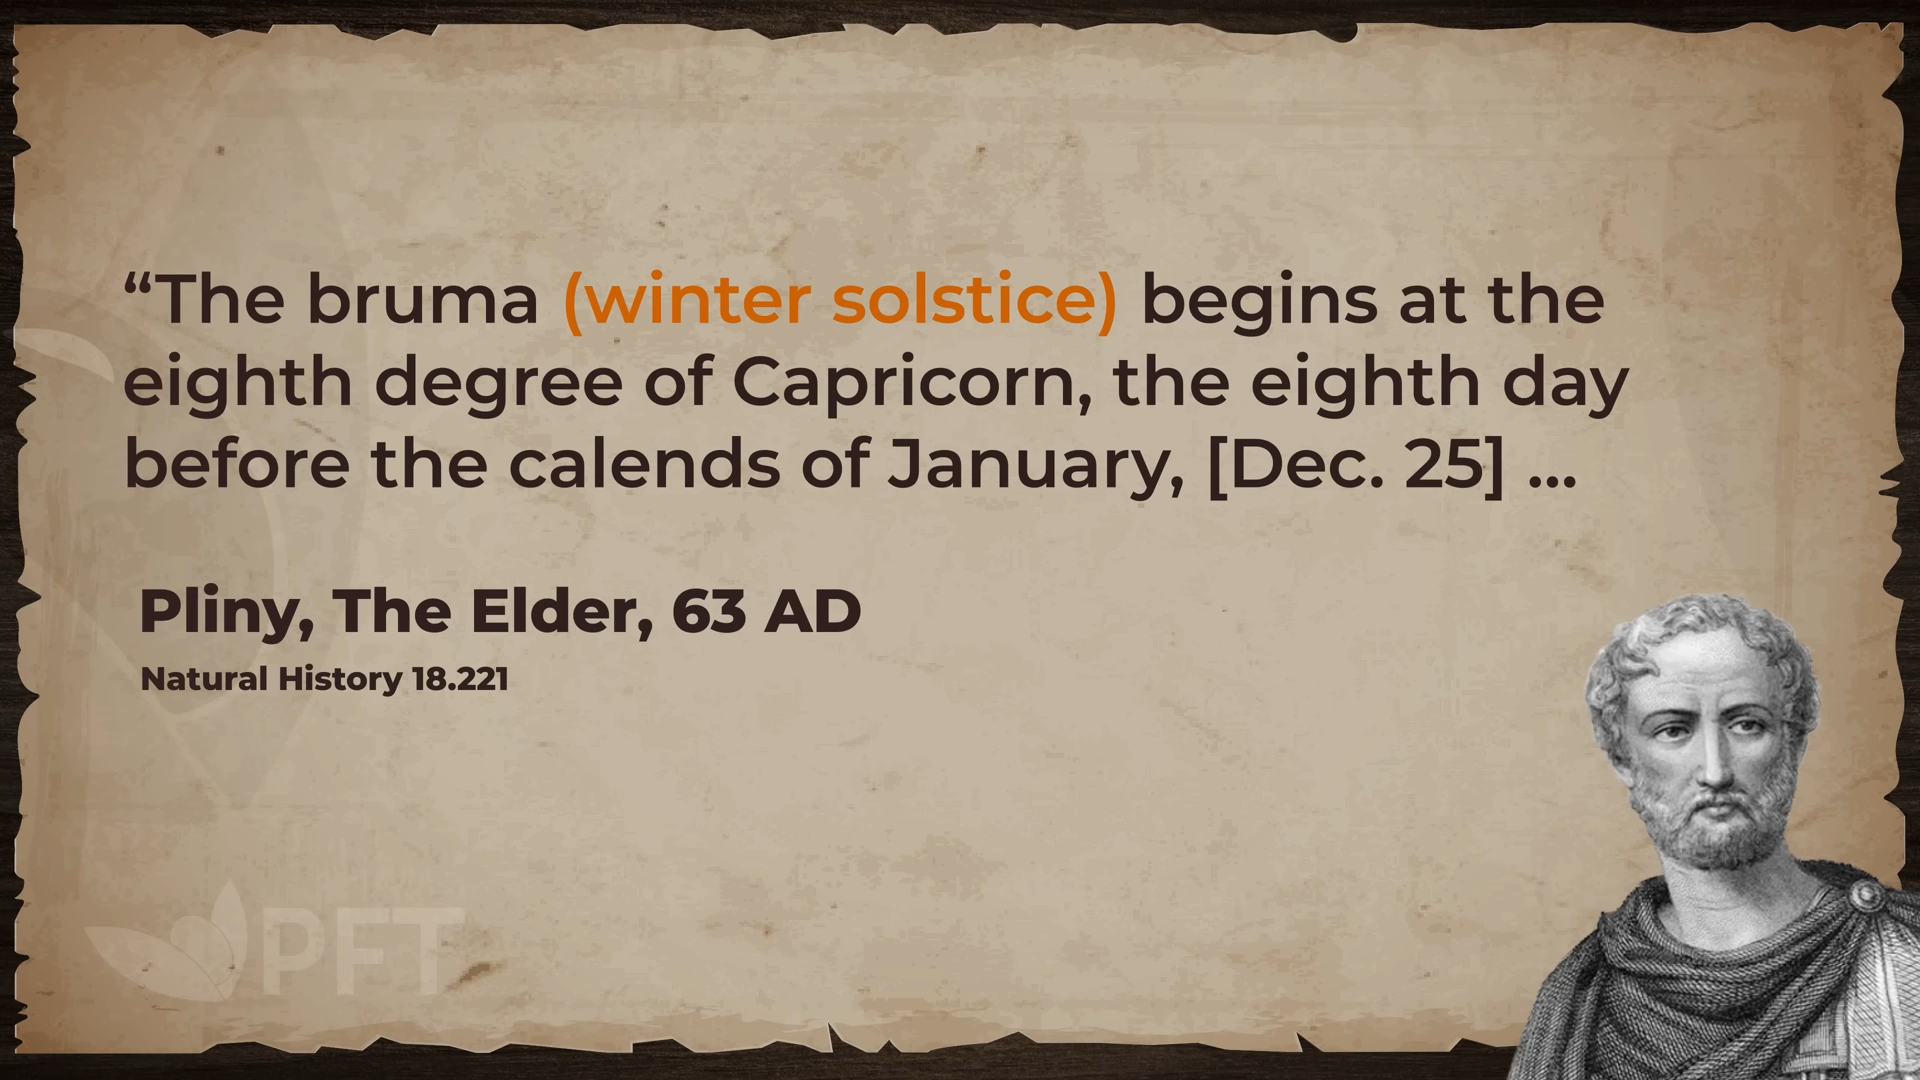 “The bruma (winter solstice) begins at the
eighth degree of Capricorn, the eighth day
before the calends of January, [Dec. 25] ...
Pliny, The Elder, 63 AD
Natural History 18.221
PFT